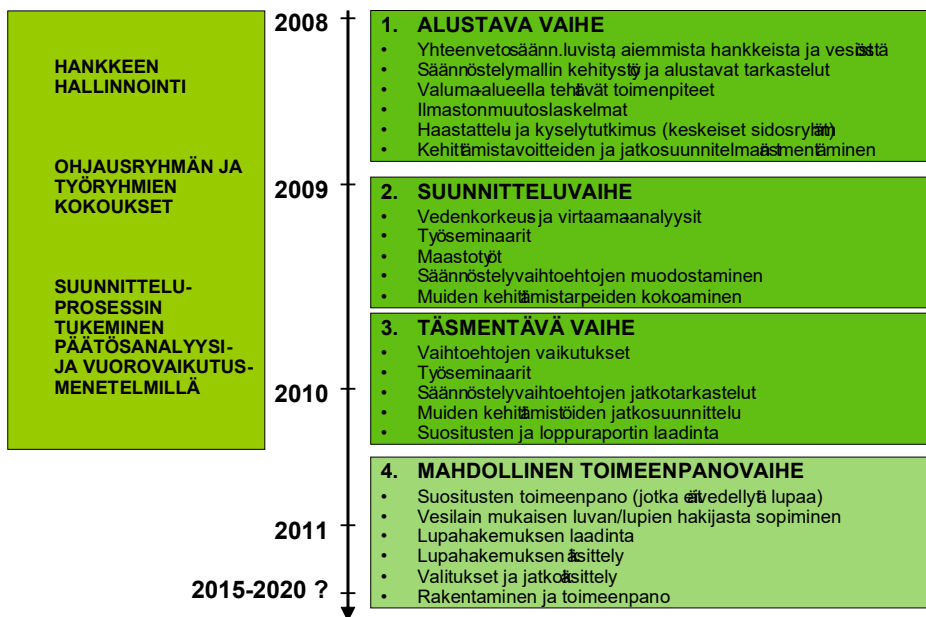 HANKKEEN
HALLINNOINTI
OHJAUSRYHMÄN JA
TYÖRYHMIEN
KOKOUKSET
SUUNNITTELU-
PROSESSIN
TUKEMINEN
PÄÄTÖSANALYYSI-
JA VUOROVAIKUTUS-
MENETELMILLÄ
2008
2009
2010
2011
2015-2020 ?
1. ALUSTAVA VAIHE
• Yhteenveto säänn.luvista, aiemmista hankkeista ja vesistöstä
• Säännöstelymallin kehitystyö ja alustavat tarkastelut
• Valuma-alueella tehtävät toimenpiteet
• Ilmastonmuutoslaskelmat
• Haastattelu ja kyselytutkimus (keskeiset sidosryhmät)
• Kehittämistavoitteiden ja jatkosuunnitelman täsmentäminen
2. SUUNNITTELUVAIHE
• Vedenkorkeus- ja virtaama-analyysit
• Työseminaarit
• Maastotyöt
• Säännöstelyvaihtoehtojen muodostaminen
• Muiden kehittämistarpeiden kokoaminen
3. TÄSMENTÄVÄ VAIHE
• Vaihtoehtojen vaikutukset
• Työseminaarit
• Säännöstelyvaihtoehtojen jatkotarkastelut
• Muiden kehittämistöiden jatkosuunnittelu
• Suositusten ja loppuraportin laadinta
4. MAHDOLLINEN TOIMEENPANOVAIHE
• Suositusten toimeenpano (jotka eivät edellytä lupaa)
• Vesilain mukaisen luvan/lupien hakijasta sopiminen
• Lupahakemuksen laadinta
• Lupahakemuksen käsittely
• Valitukset ja jatkokäsittely
• Rakentaminen ja toimeenpano